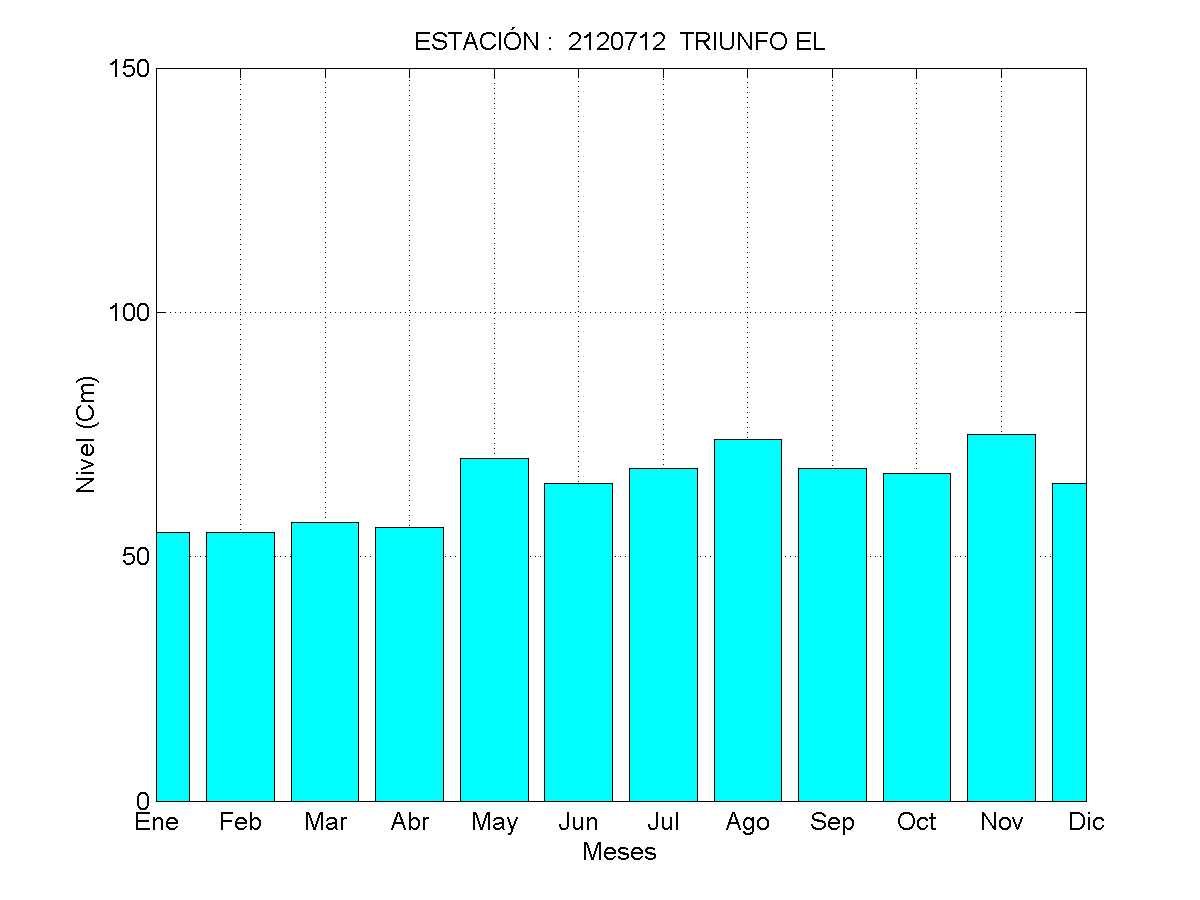 ESTACIÓN :  2120712  TRIUNFO EL
150
100
50
0
Nivel (Cm)
Ene Feb Mar Abr May Jun Jul Ago Sep Oct Nov Dic
Meses